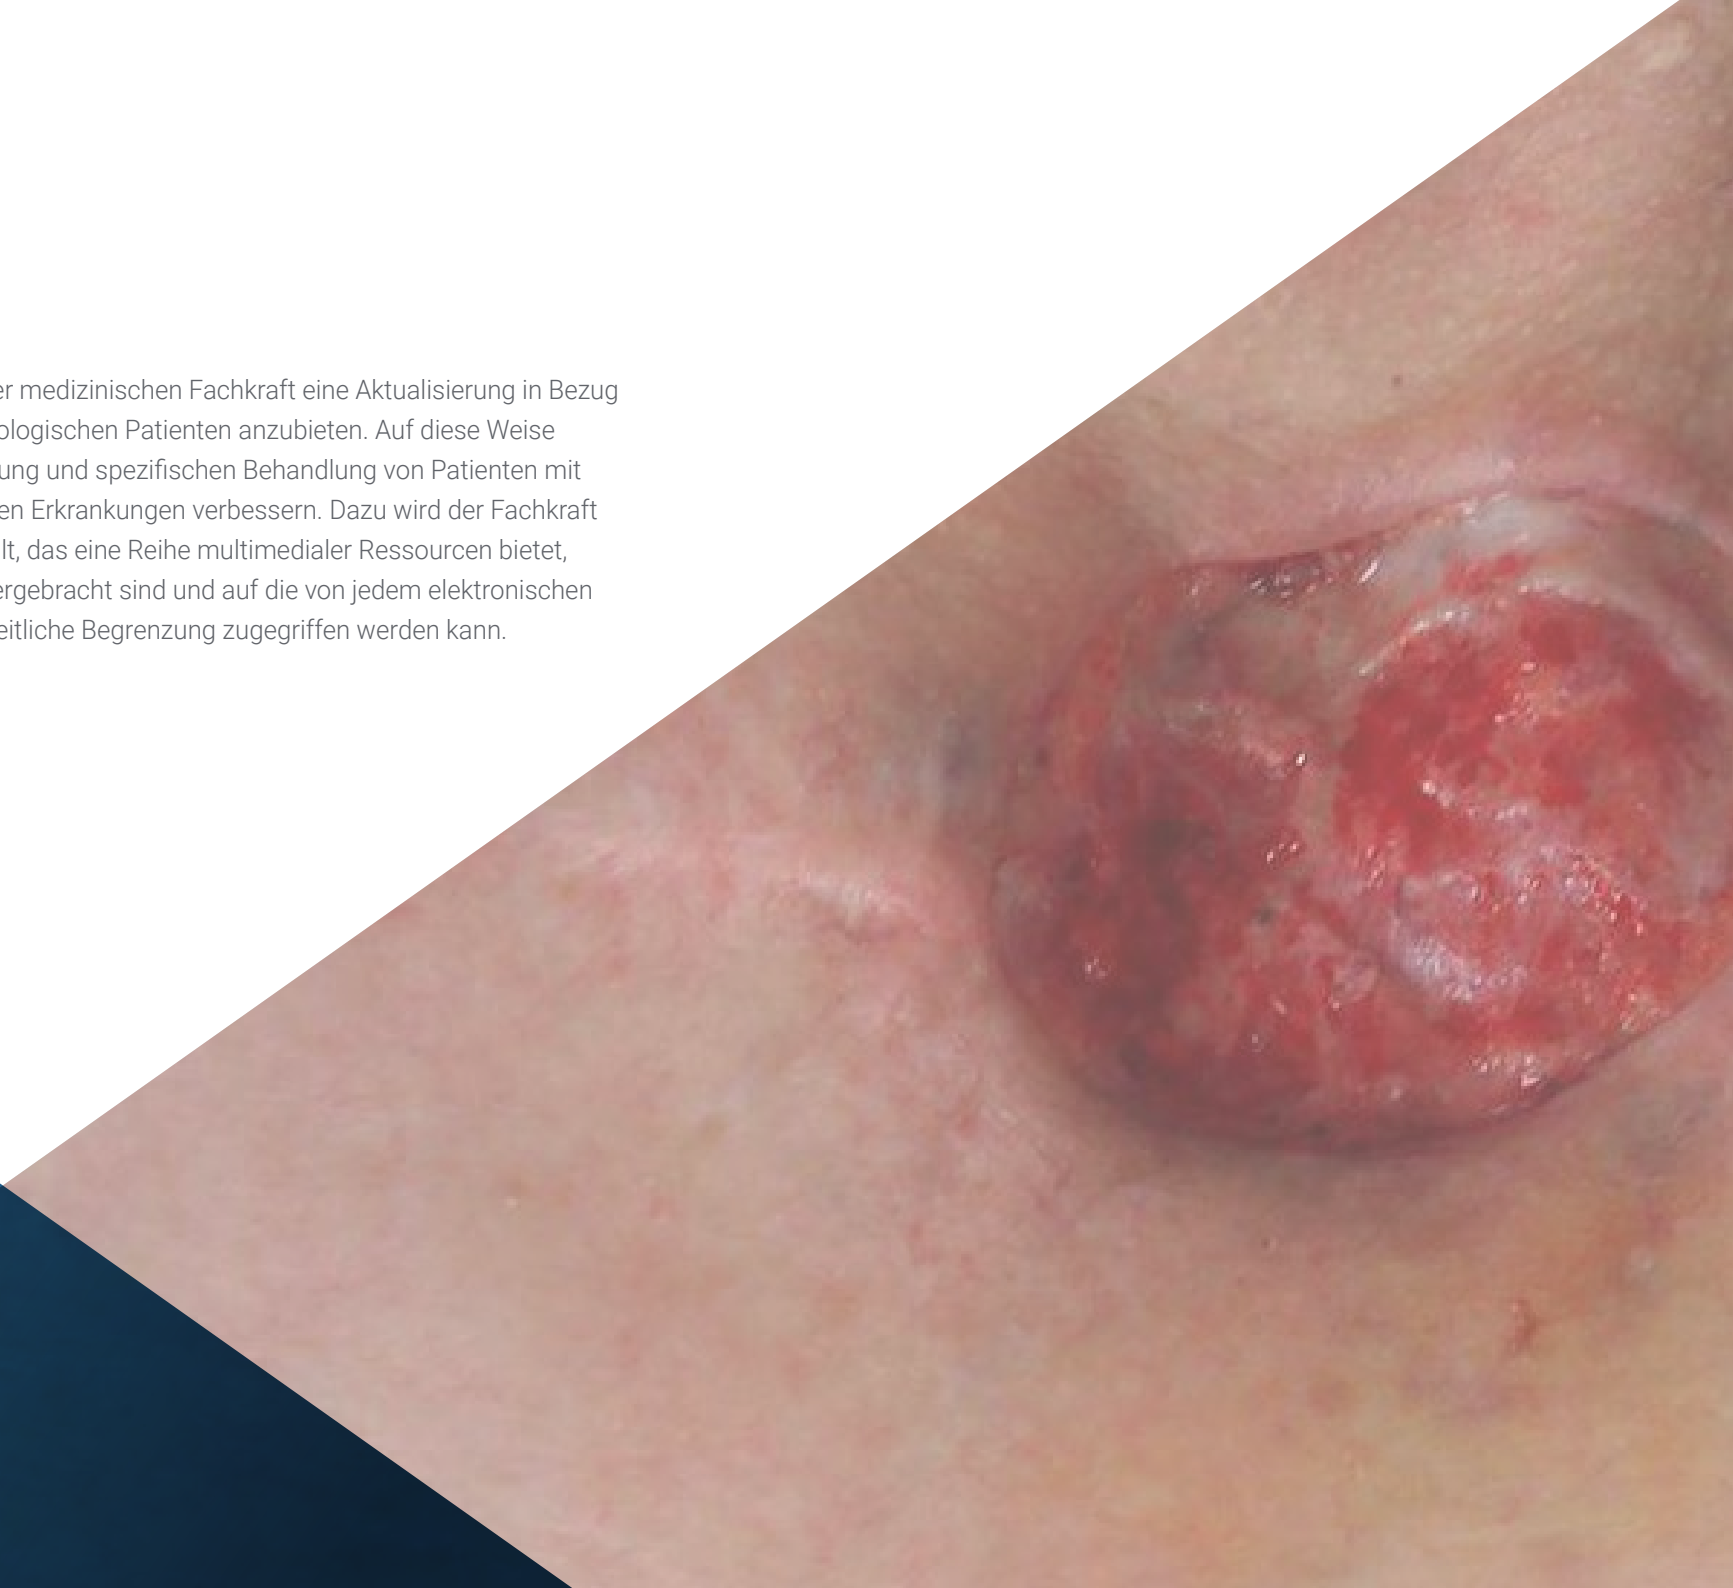 er medizinischen Fachkraft eine Aktualisierung in Bezug
ologischen Patienten anzubieten. Auf diese Weise
ung und spezifischen Behandlung von Patienten mit
en Erkrankungen verbessern. Dazu wird der Fachkraft
lt, das eine Reihe multimedialer Ressourcen bietet,
ergebracht sind und auf die von jedem elektronischen
eitliche Begrenzung zugegriffen werden kann.